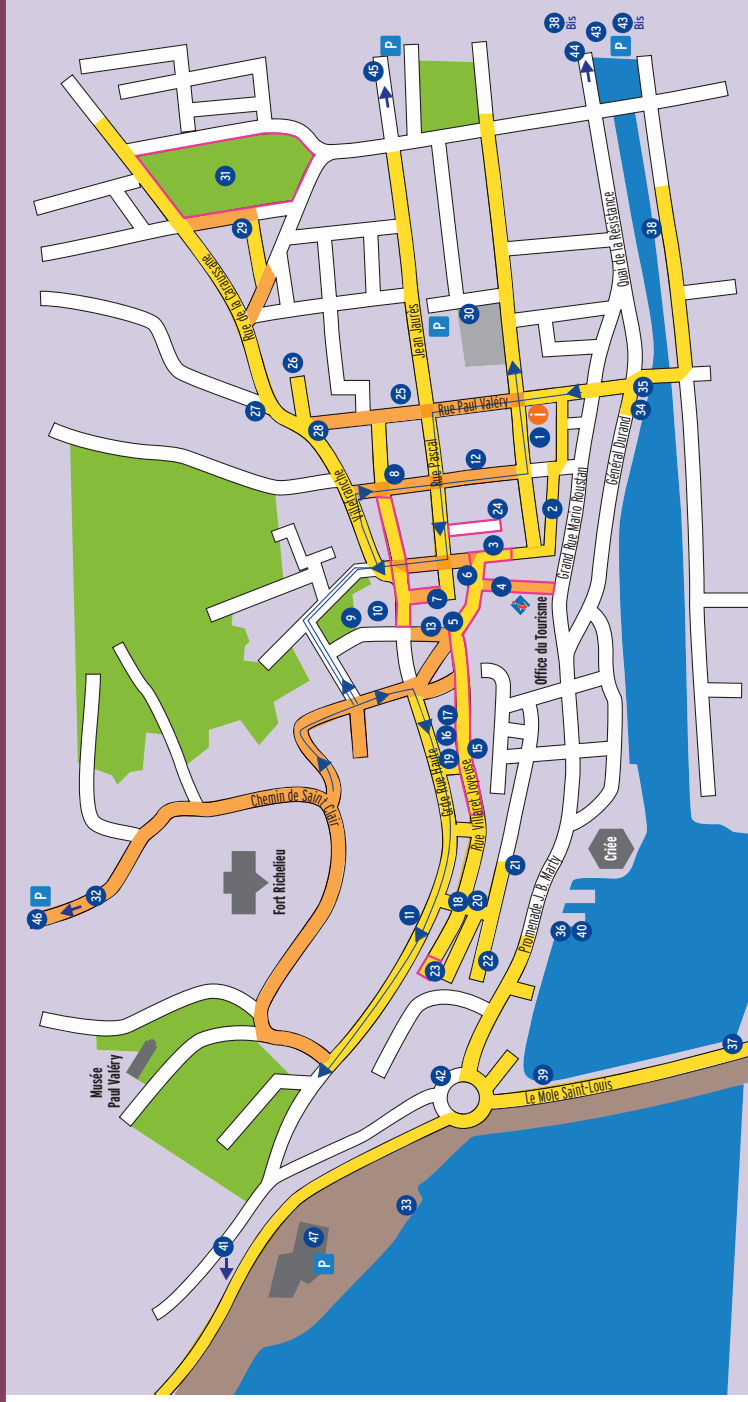 38
Bis
43
44
43
Bis
P
45
P
31
29
Rue de la Caraussane
38
Quai de la Résistance
26
27
28
25
Jean Jaurès
P
30
Rue Paul Valéry
i
1
35
34
Général Durand
8
12
Rue Pascal
Villefranche
24
2
3
Grand Rue Mario Roustan
6
4
i
Office du Tourisme
7
9
10
13
5
17
16
19
15
Grde Rue Haute
Rue Villaret Joyeuse
Chemin de Saint Clair
Fort Richelieu
P
46
32
11
18
20
21
22
23
Promenade J. B. Marty
Criée
36
40
Musée
Paul Valéry
42
39
37
Le Mole Saint-Louis
33
41
47
P